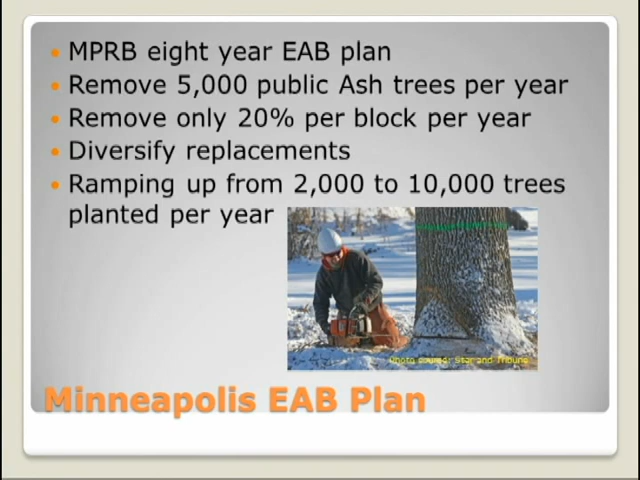 MPRB eight year EAB plan
Remove 5,000 public Ash trees per year
Remove only 20% per block per year
Diversify replacements
Ramping up from 2,000 to 10,000 trees
planted per year
Photo source: Star and Tribune
Minneapolis EAB Plan